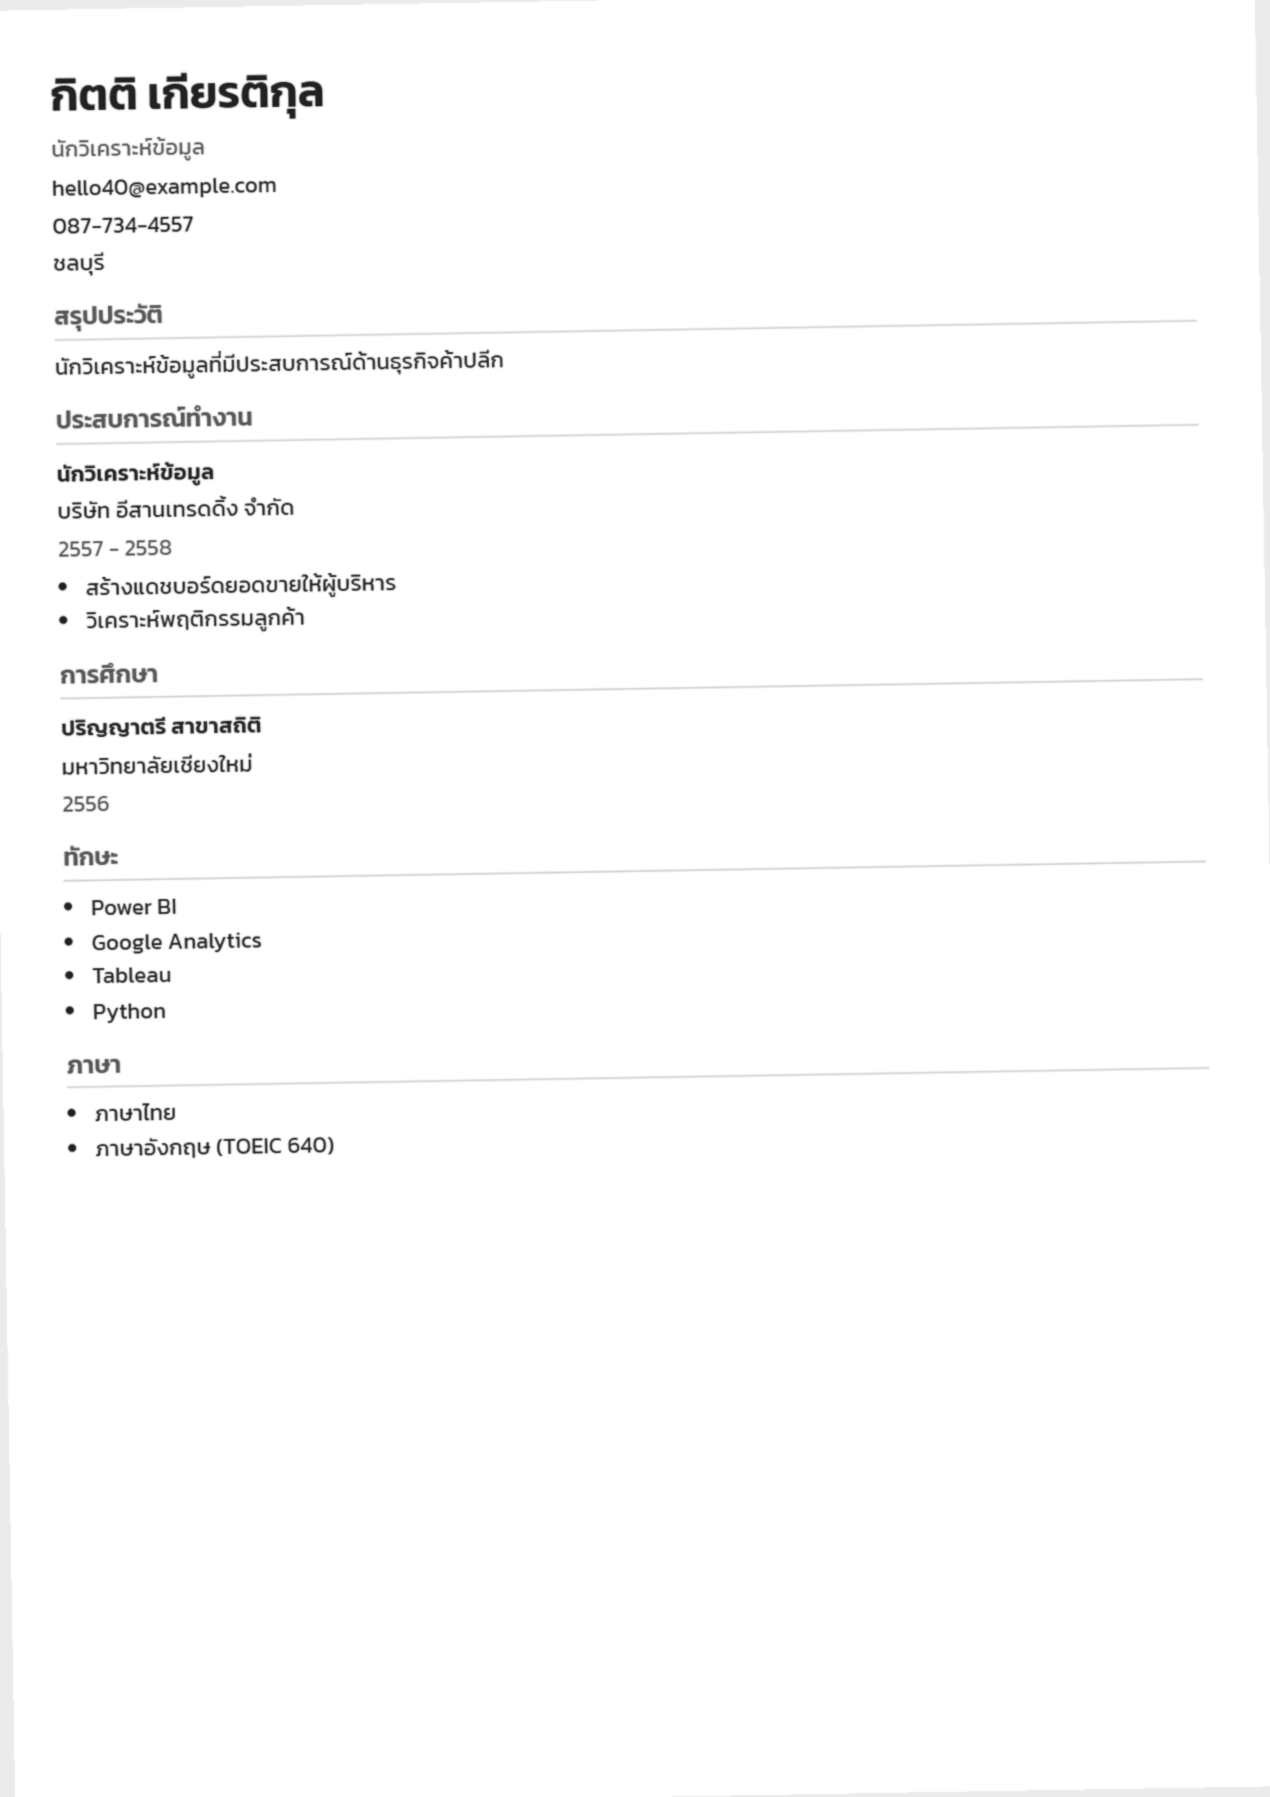 กิตติ เกียรติกุล
นักวิเคราะห์ข้อมูล
hello40@example.com
087-734-4557
ชลบุรี
สรุปประวัติ
นักวิเคราะห์ข้อมูลที่มีประสบการณ์ด้านธุรกิจค้าปลีก
ประสบการณ์ทำงาน
นักวิเคราะห์ข้อมูล
บริษัท อีสานเทรดดิ้ง จำกัด
2557 - 2558
• สร้างแดชบอร์ดยอดขายให้ผู้บริหาร
• วิเคราะห์พฤติกรรมลูกค้า
การศึกษา
ปริญญาตรี สาขาสถิติ
มหาวิทยาลัยเชียงใหม่
2556
ทักษะ
• Power BI
• Google Analytics
• Tableau
• Python
ภาษา
• ภาษาไทย
• ภาษาอังกฤษ (TOEIC 640)